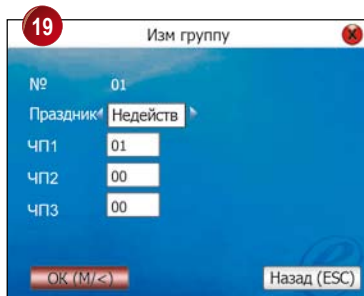 19
Изм группу
№ 01
Праздник Недейств
ЧП1 01
ЧП2 00
ЧП3 00
OK (M/<)
Назад (ESC)